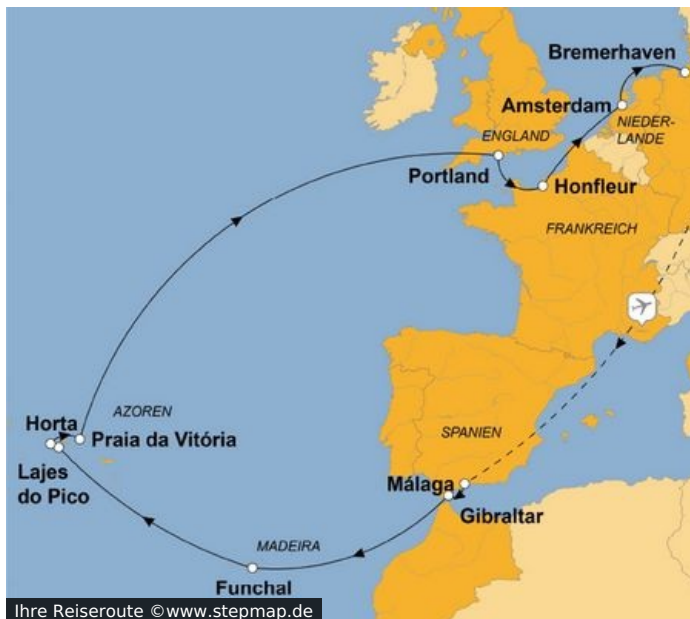 Bremerhaven
Amsterdam
NIEDER-
LANDE
ENGLAND
Portland
Honfleur
FRANKREICH
Horta
AZOREN
Praia da Vitória
Lajes
do Pico
SPANIEN
Málaga
Gibraltar
MADEIRA
Funchal
Ihre Reiseroute ©www.stepmap.de